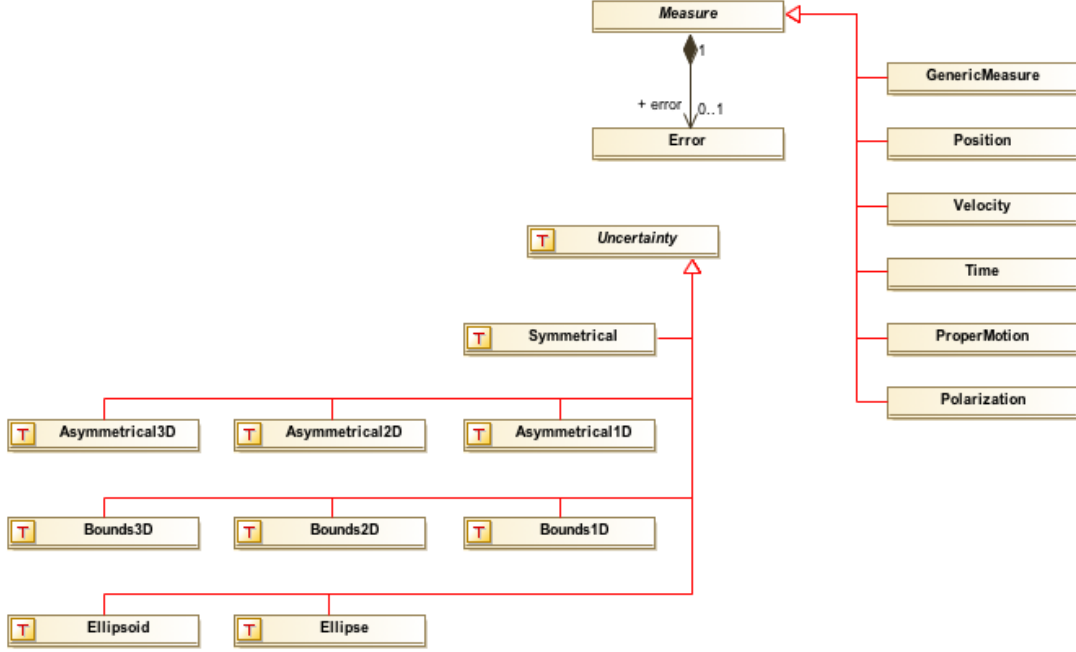 Measure
1
GenericMeasure
+ error
0..1
Error
Position
Velocity
T
Uncertainty
Time
T
Symmetrical
ProperMotion
Polarization
T
Asymmetrical3D
T
Asymmetrical2D
T
Asymmetrical1D
T
Bounds3D
T
Bounds2D
T
Bounds1D
T
Ellipsoid
T
Ellipse